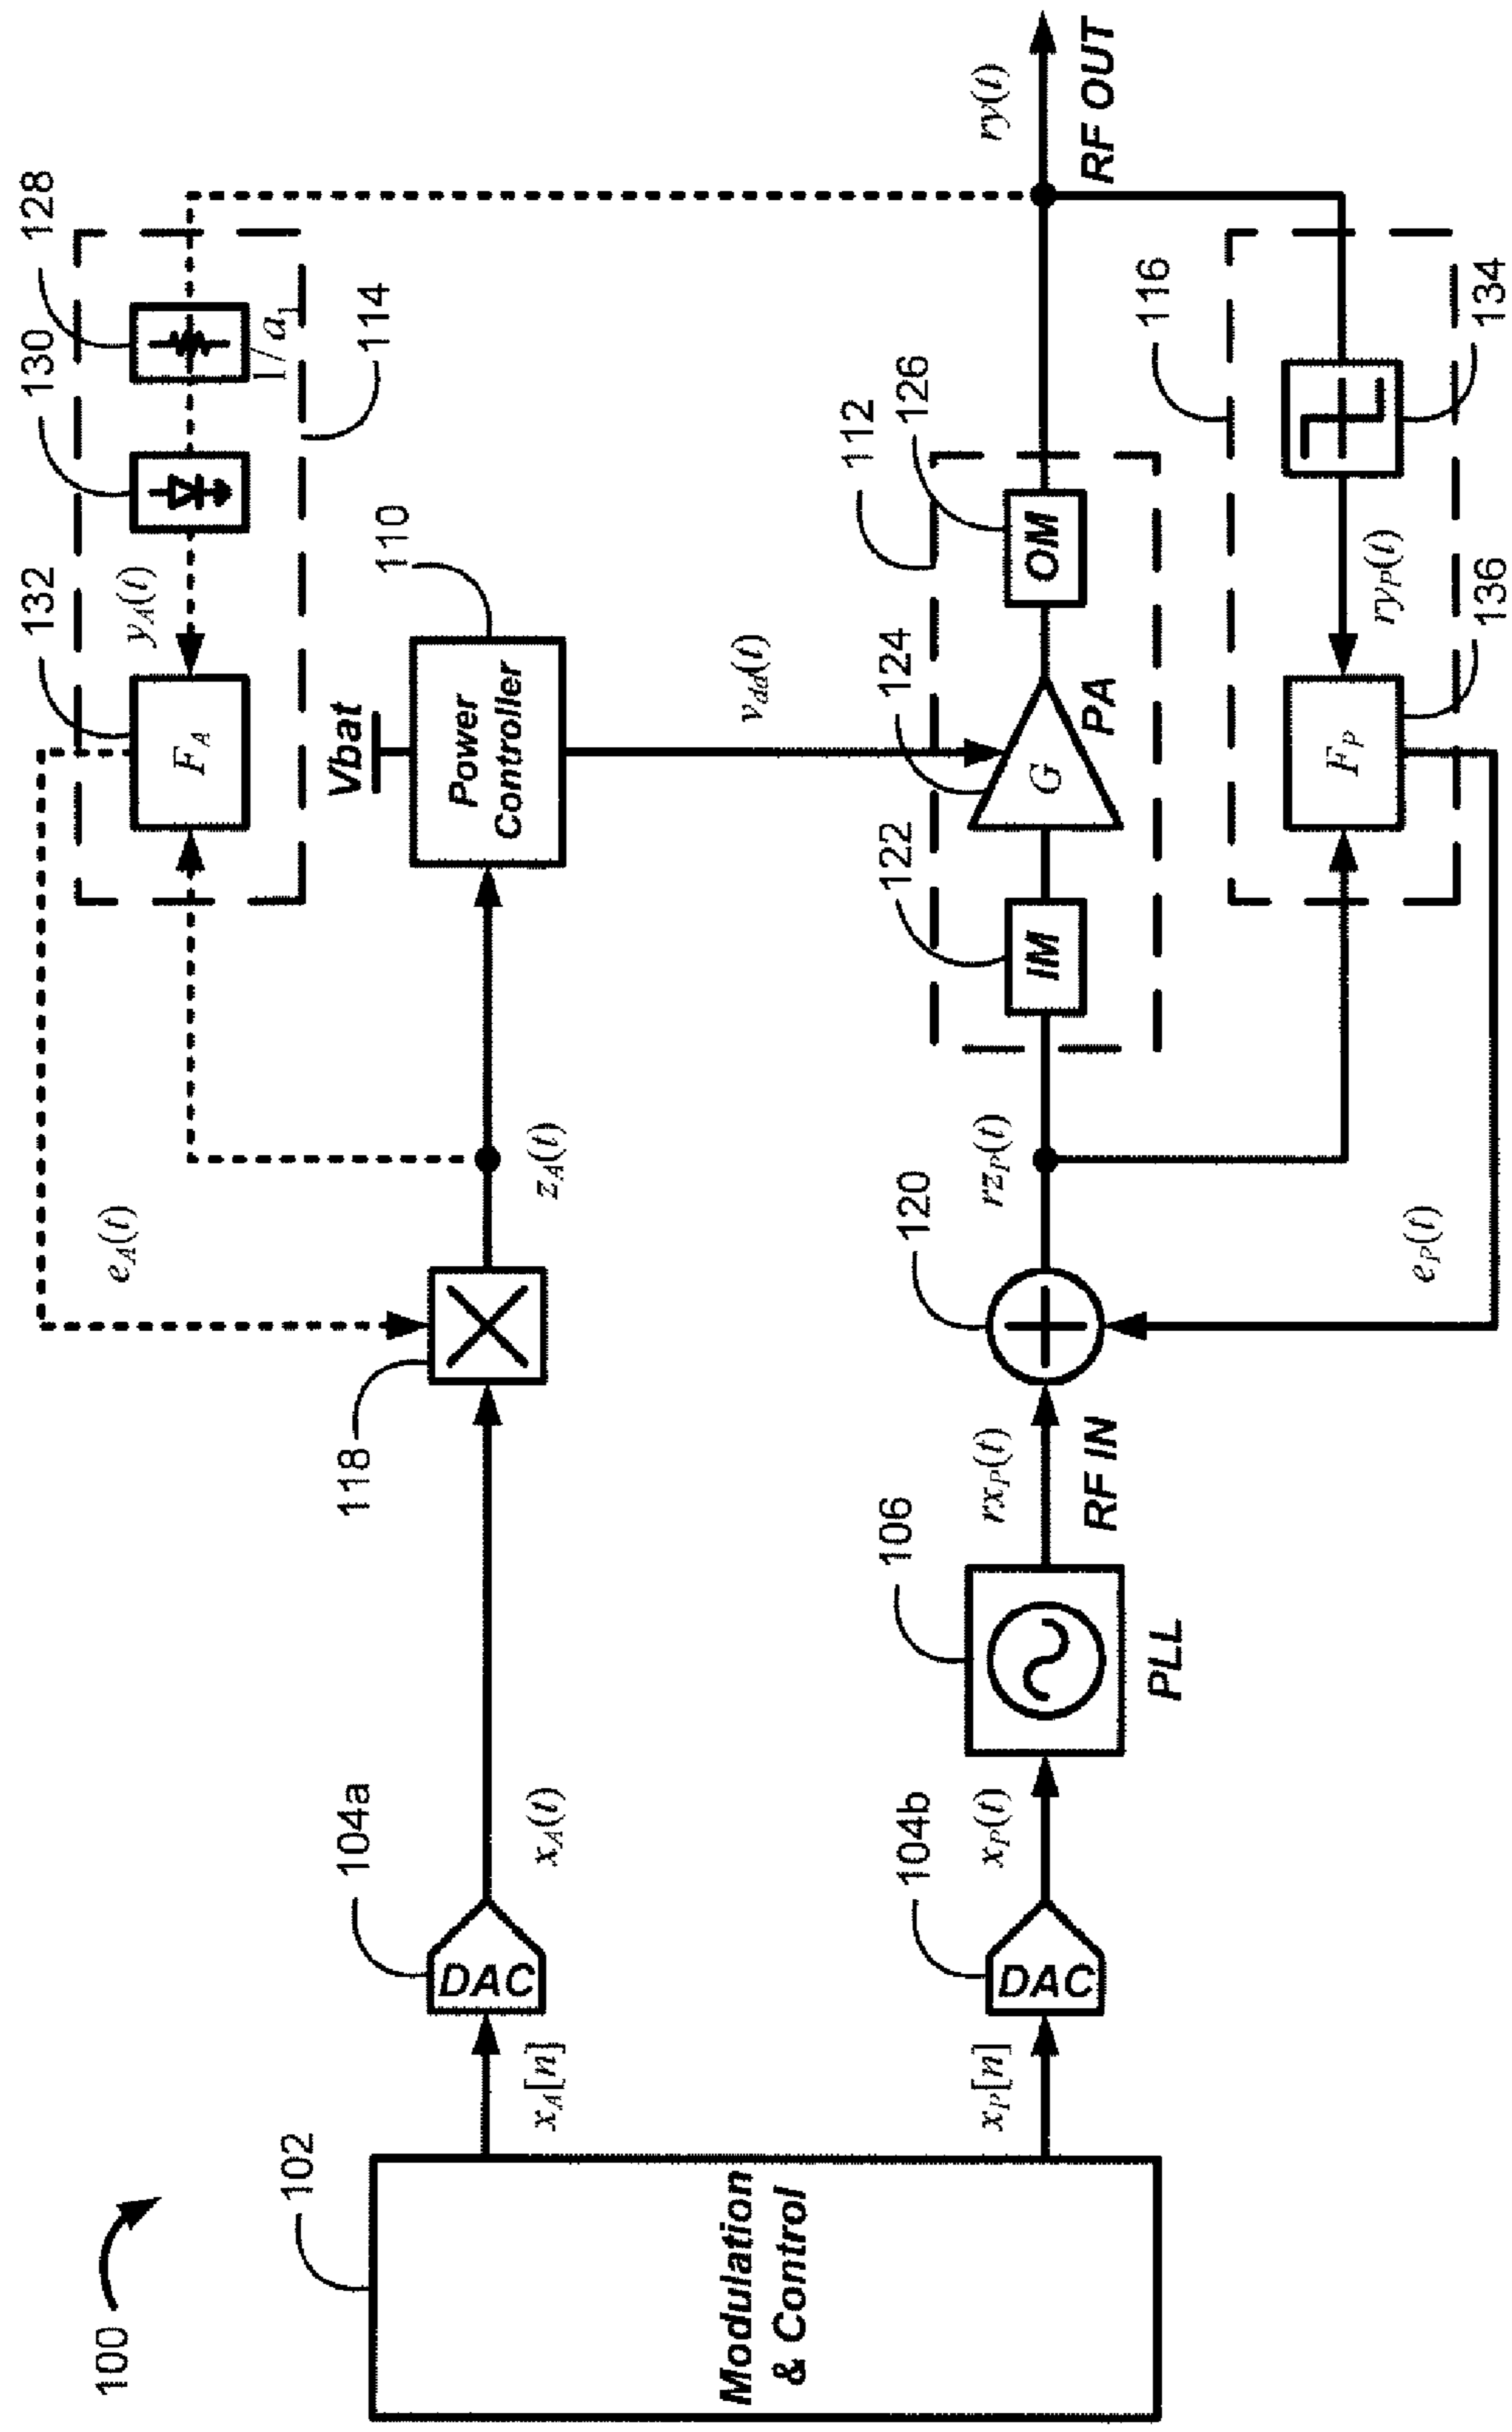 100
102
Modulation
& Control
x_A[n]
x_P[n]
104a
DAC
104b
DAC
x_A(t)
x_P(t)
106
PLL
rx_P(t)
RF IN
118
120
e_A(t)
z_A(t)
rz_P(t)
e_P(t)
132
F_A
y_A(t)
130
128
1/a_1
114
Vbat
110
Power
Controller
v_dd(t)
112
122
IM
124
G
PA
126
OM
116
136
F_P
ry_P(t)
134
ry(t)
RF OUT